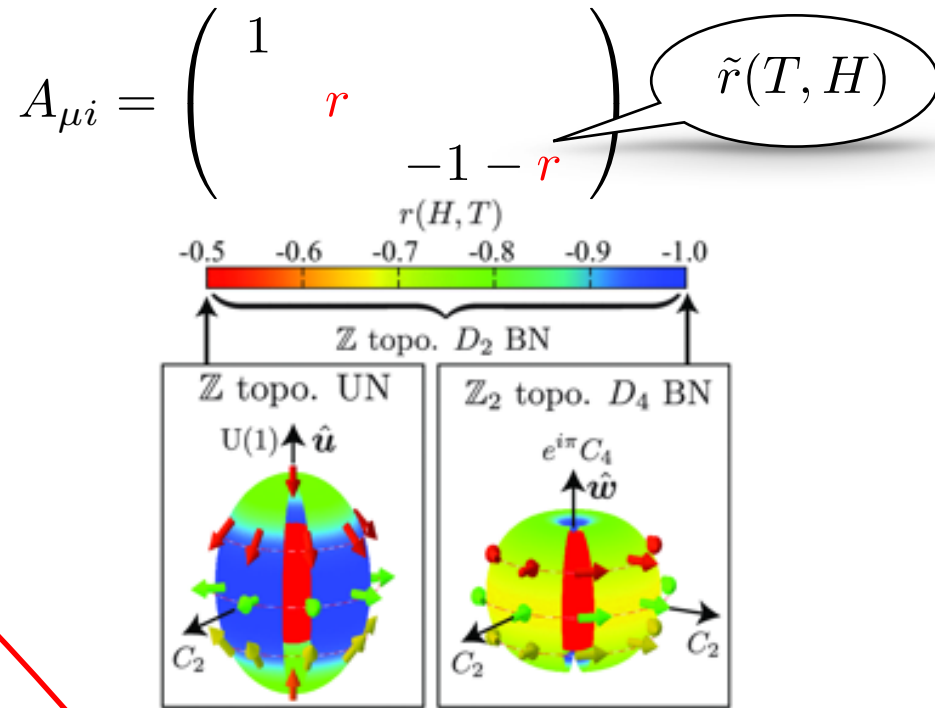 A_{μi} = ( 1
r
-1 - r )
r̃(T, H)
r(H, T)
-0.5 -0.6 -0.7 -0.8 -0.9 -1.0
ℤ topo. D₂ BN
ℤ topo. UN
U(1) û
C₂
ℤ₂ topo. D₄ BN
e^{iπ}C₄
ŵ
C₂ C₂